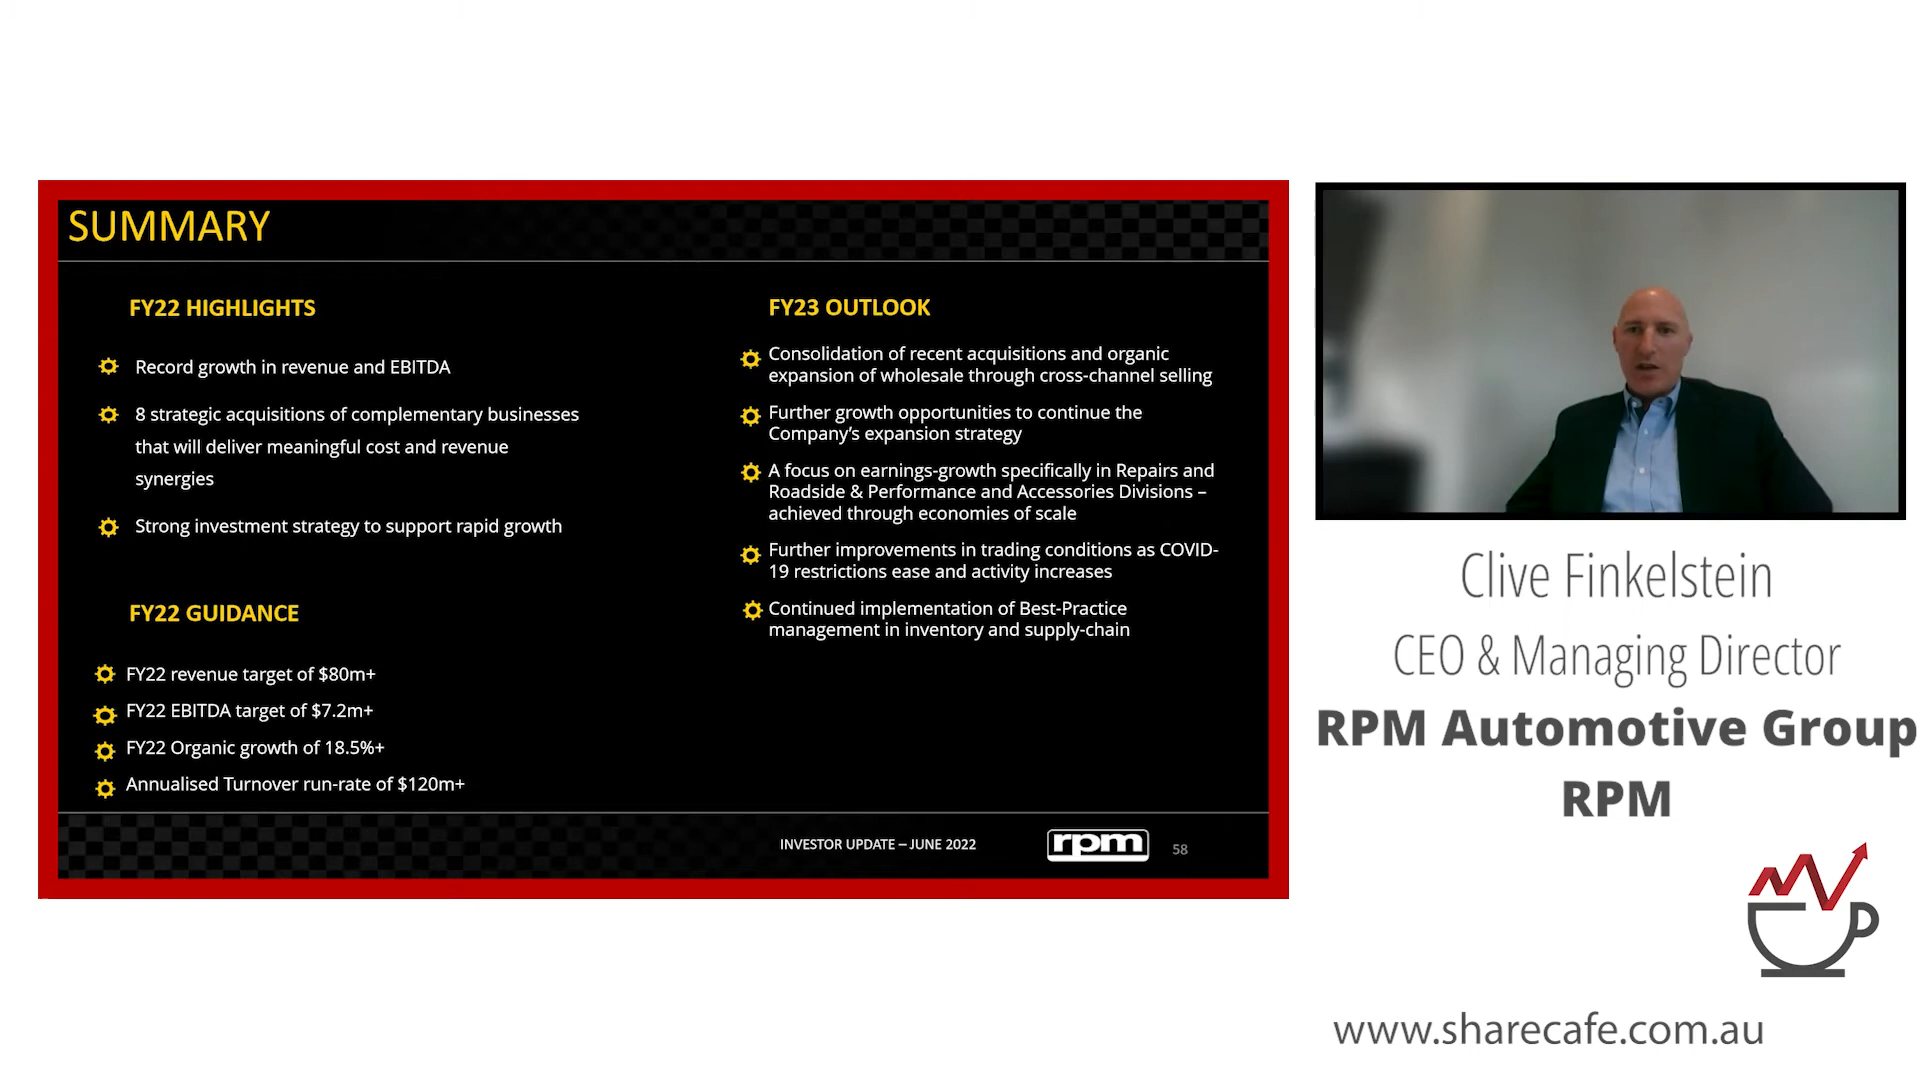 SUMMARY
FY22 HIGHLIGHTS
Record growth in revenue and EBITDA
8 strategic acquisitions of complementary businesses
that will deliver meaningful cost and revenue
synergies
Strong investment strategy to support rapid growth
FY22 GUIDANCE
FY22 revenue target of $80m+
FY22 EBITDA target of $7.2m+
FY22 Organic growth of 18.5%+
Annualised Turnover run-rate of $120m+
FY23 OUTLOOK
Consolidation of recent acquisitions and organic
expansion of wholesale through cross-channel selling
Further growth opportunities to continue the
Company's expansion strategy
A focus on earnings-growth specifically in Repairs and
Roadside & Performance and Accessories Divisions –
achieved through economies of scale
Further improvements in trading conditions as COVID-
19 restrictions ease and activity increases
Continued implementation of Best-Practice
management in inventory and supply-chain
INVESTOR UPDATE – JUNE 2022
rpm
58
Clive Finkelstein
CEO & Managing Director
RPM Automotive Group
RPM
www.sharecafe.com.au